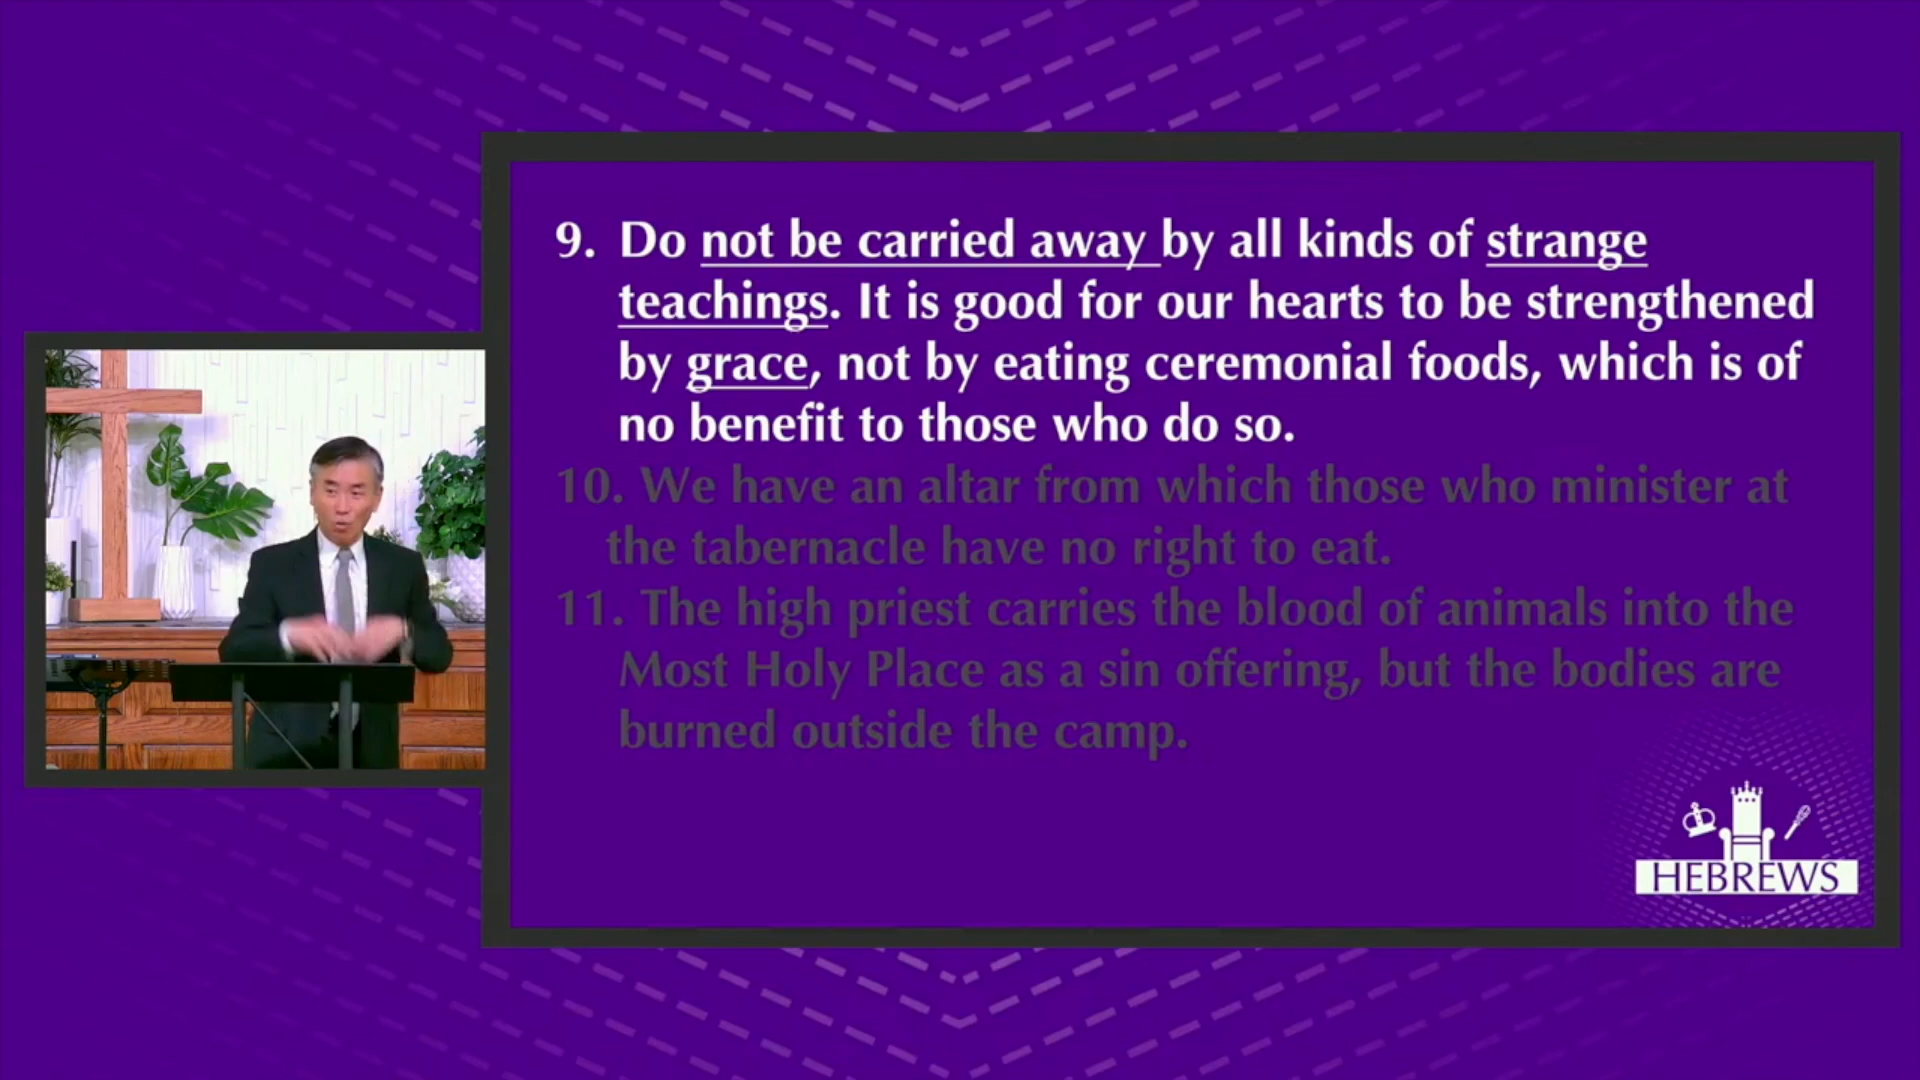 9. Do not be carried away by all kinds of strange
teachings. It is good for our hearts to be strengthened
by grace, not by eating ceremonial foods, which is of
no benefit to those who do so.
10. We have an altar from which those who minister at
the tabernacle have no right to eat.
11. The high priest carries the blood of animals into the
Most Holy Place as a sin offering, but the bodies are
burned outside the camp.
HEBREWS